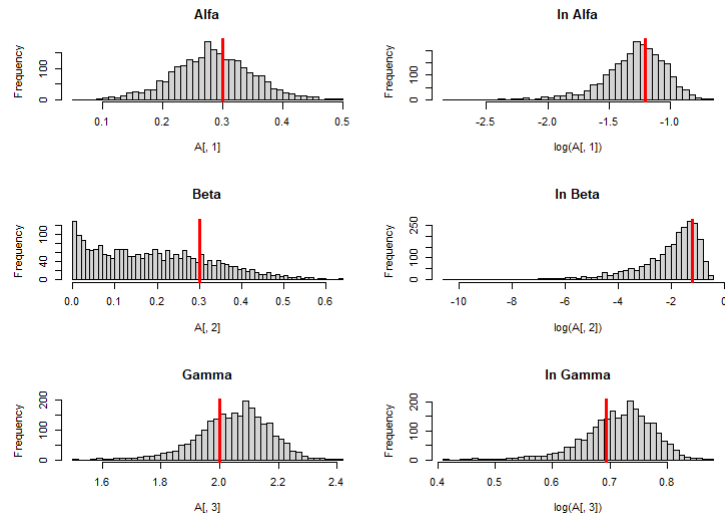 Alfa
Frequency
0 100
0.1 0.2 0.3 0.4 0.5
A[, 1]
ln Alfa
Frequency
0 100
-2.5 -2.0 -1.5 -1.0
log(A[, 1])
Beta
Frequency
0 40 100
0.0 0.1 0.2 0.3 0.4 0.5 0.6
A[, 2]
ln Beta
Frequency
0 100 250
-10 -8 -6 -4 -2 0
log(A[, 2])
Gamma
Frequency
0 100 200
1.6 1.8 2.0 2.2 2.4
A[, 3]
ln Gamma
Frequency
0 100 200
0.4 0.5 0.6 0.7 0.8
log(A[, 3])